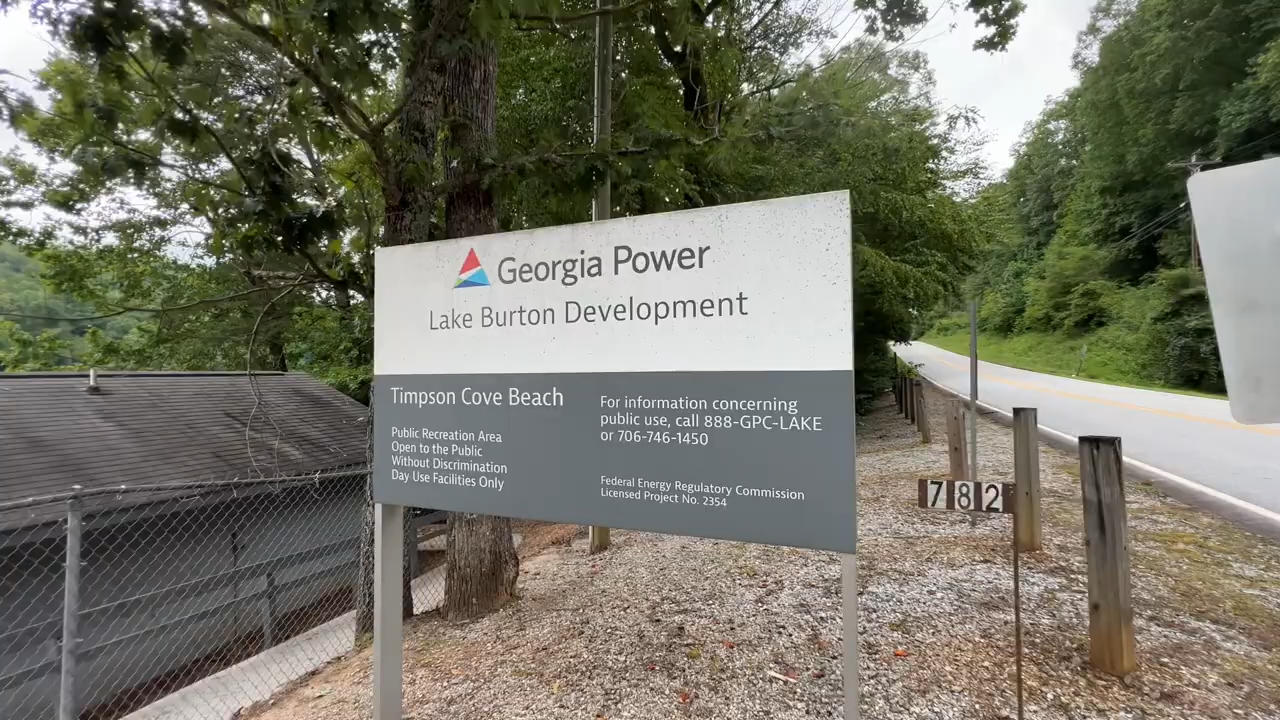 Georgia Power
Lake Burton Development
Timpson Cove Beach
Public Recreation Area
Open to the Public
Without Discrimination
Day Use Facilities Only
For information concerning
public use, call 888-GPC-LAKE
or 706-746-1450
Federal Energy Regulatory Commission
Licensed Project No. 2354
782